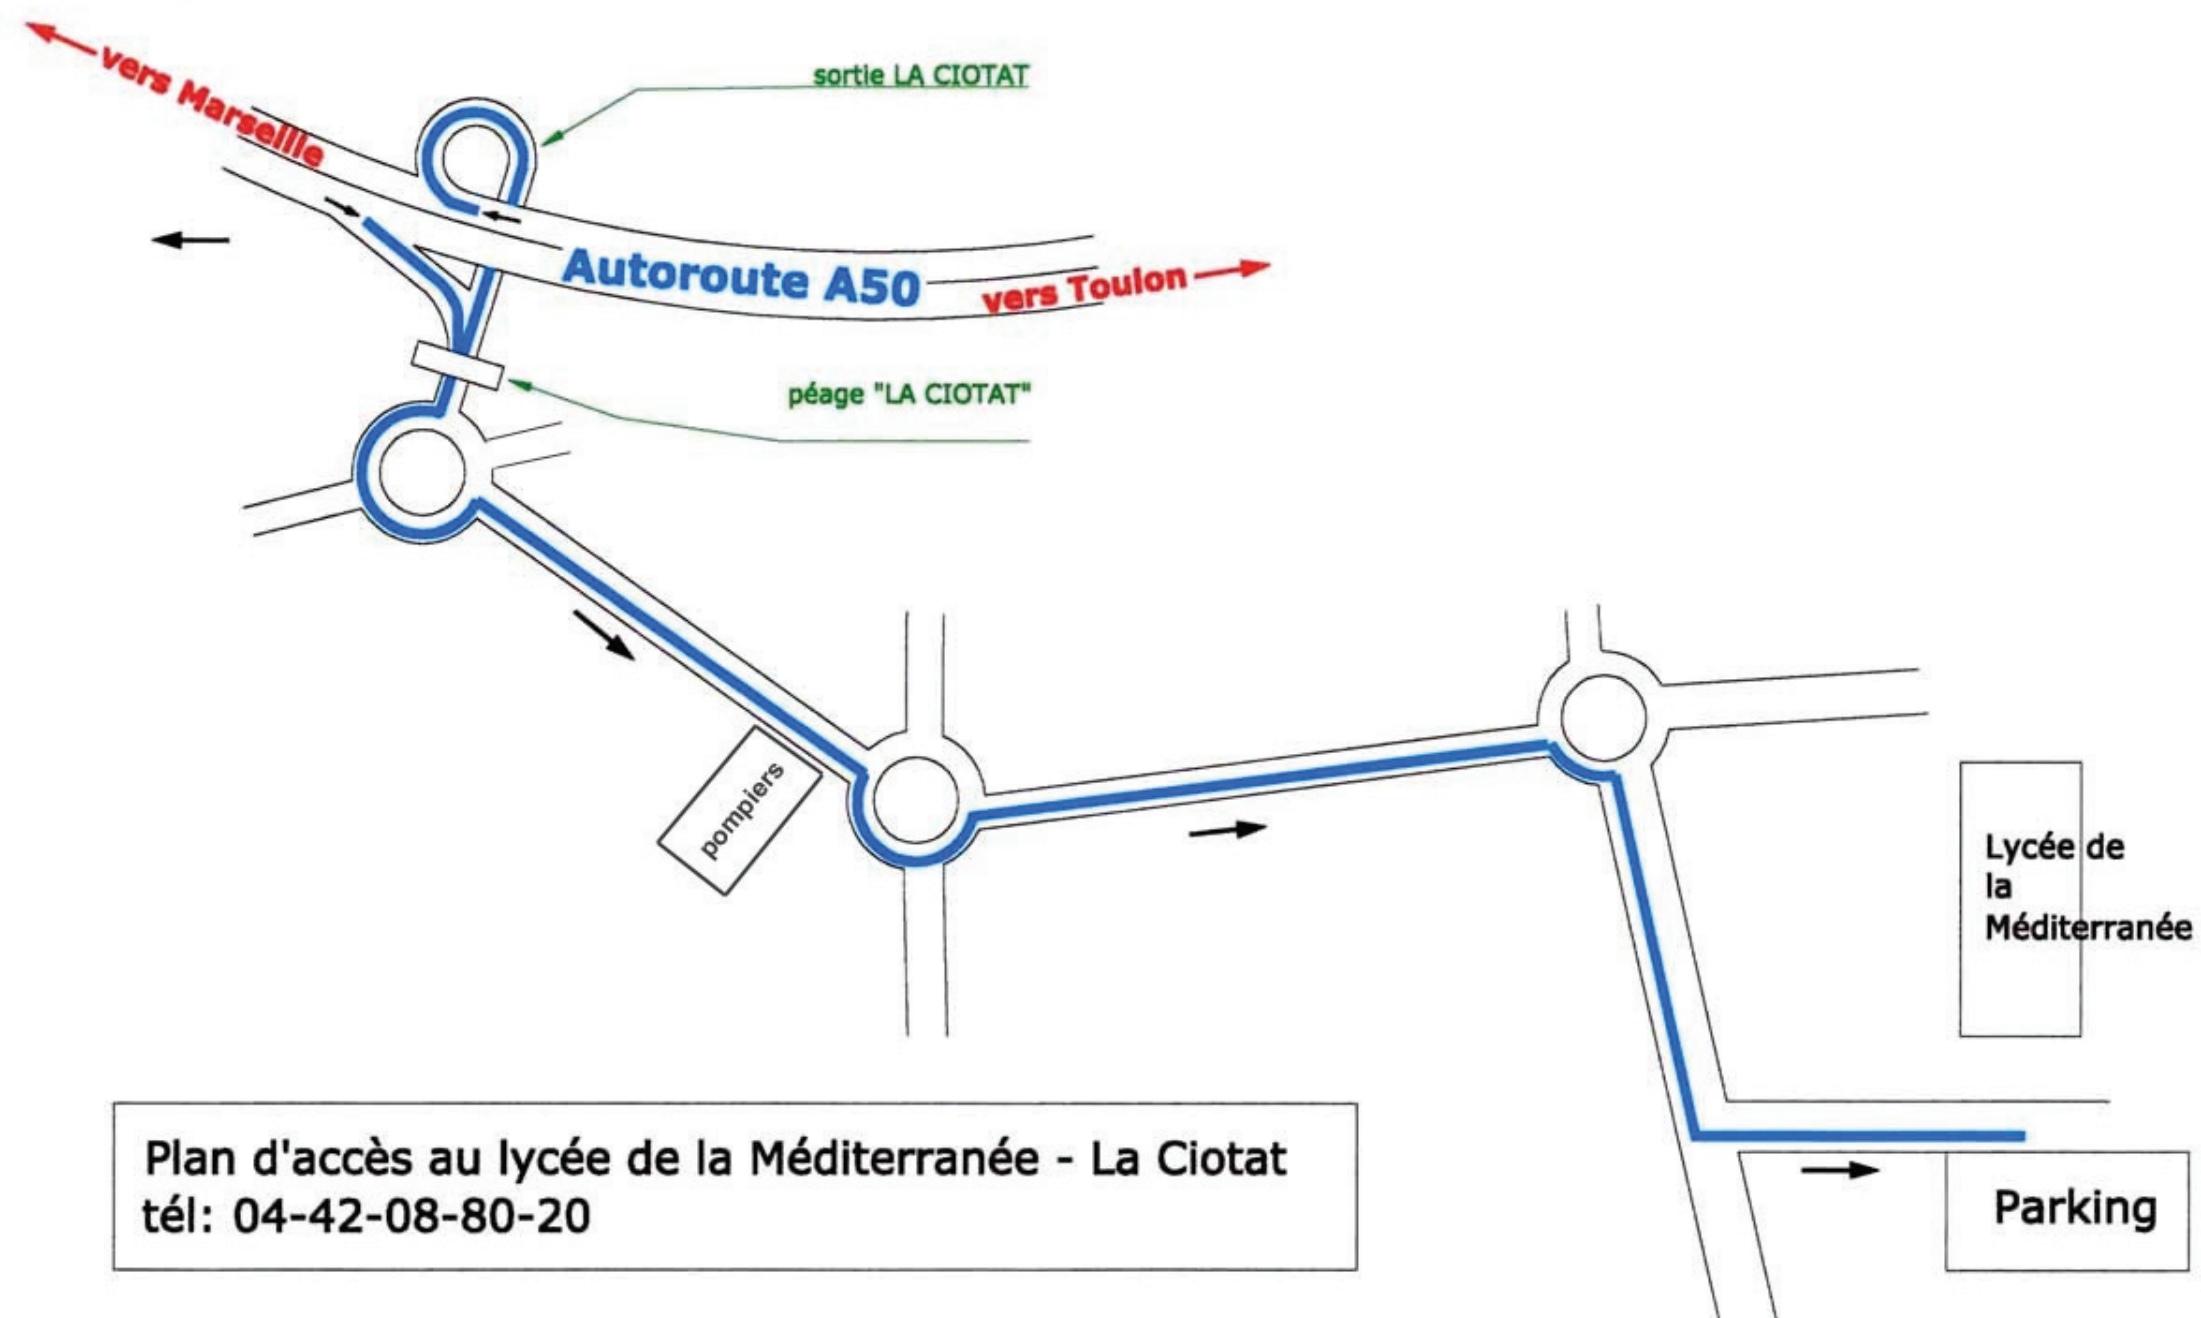 vers Marseille
sortie LA CIOTAT
Autoroute A50
vers Toulon
péage "LA CIOTAT"
pompiers
Lycée de
la
Méditerranée
Plan d'accès au lycée de la Méditerranée - La Ciotat
tél: 04-42-08-80-20
Parking